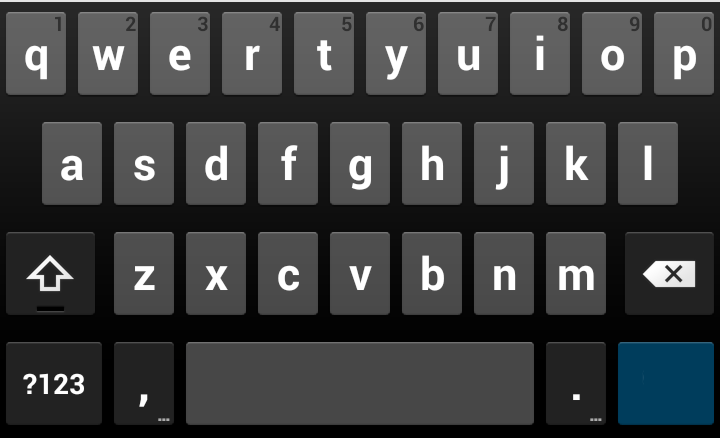 1 2 3 4 5 6 7 8 9 0
q w e r t y u i o p
a s d f g h j k l
z x c v b n m
?123 , ... . ...